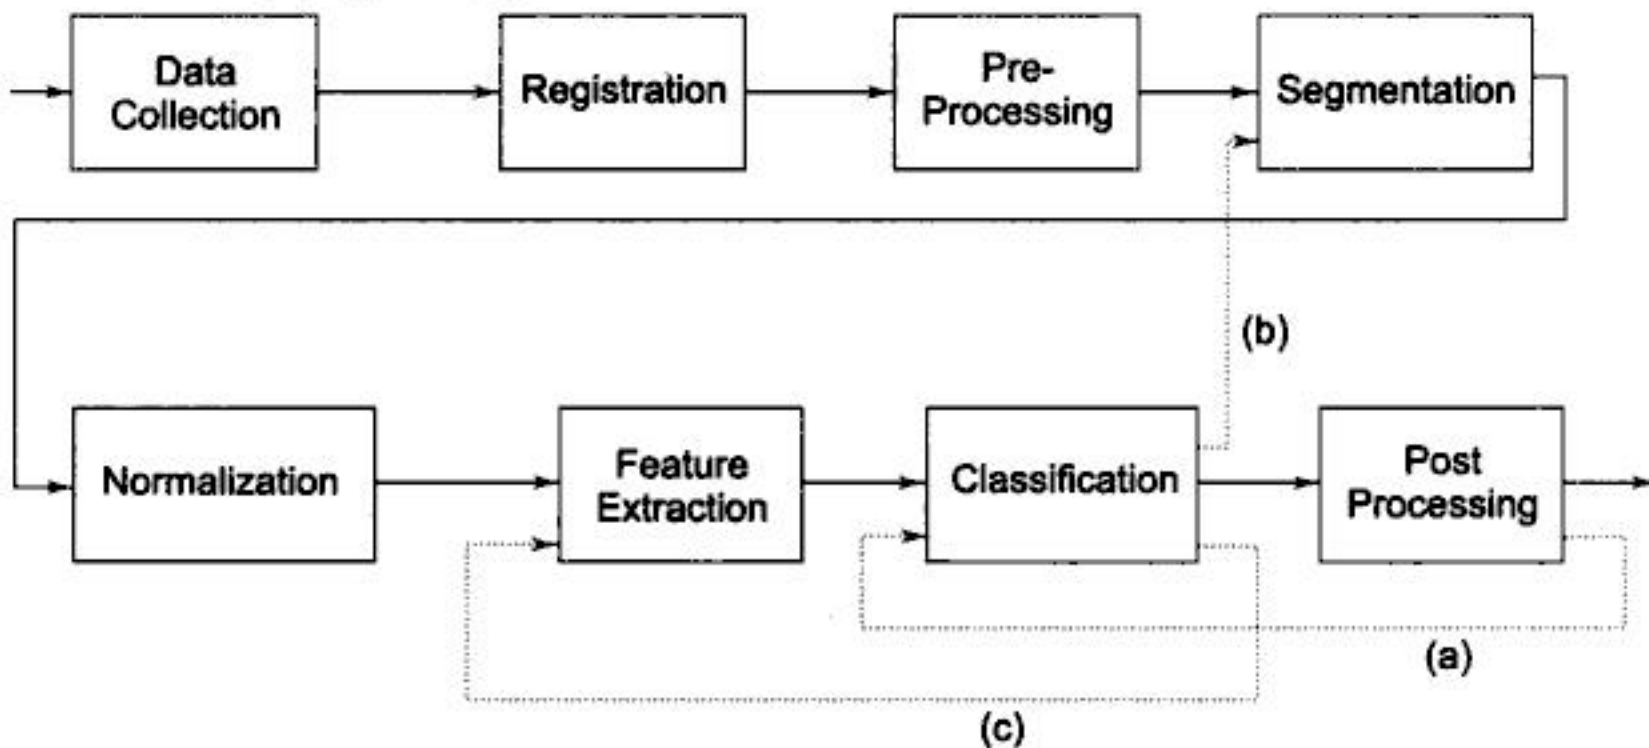 Data
Collection
Registration
Pre-
Processing
Segmentation
(b)
Normalization
Feature
Extraction
Classification
Post
Processing
(a)
(c)